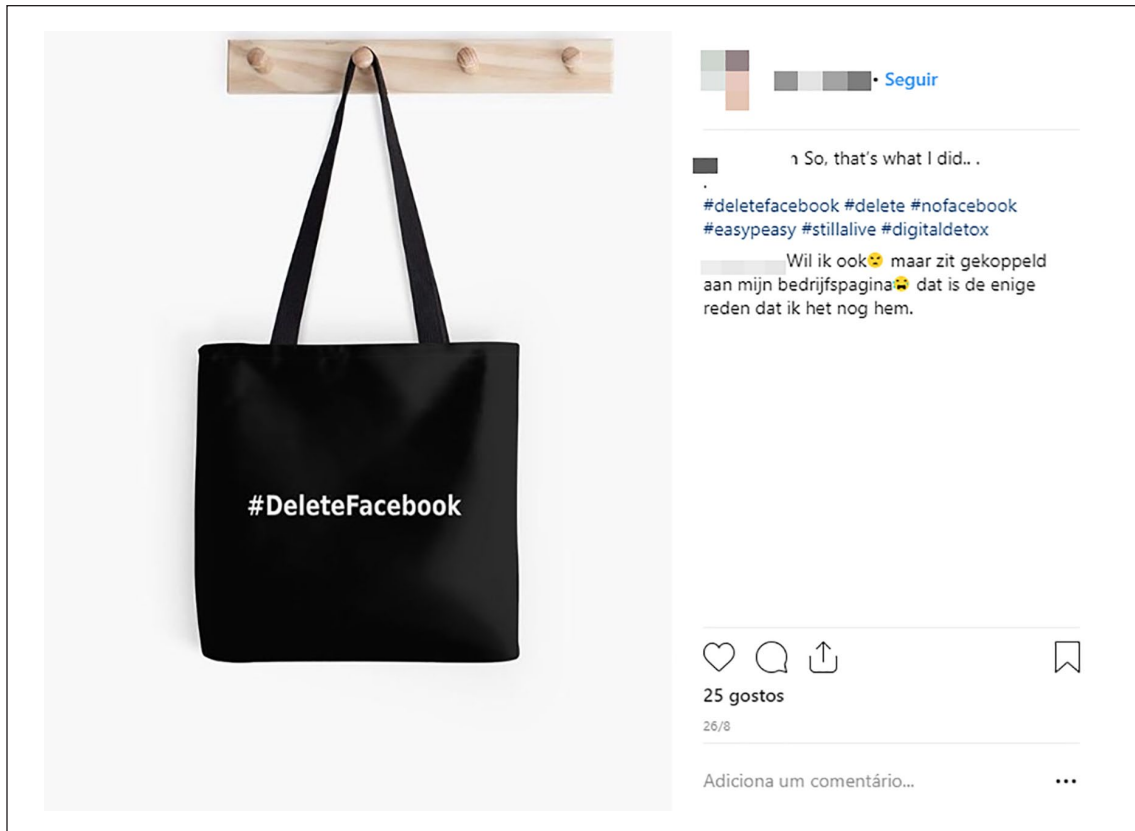 #DeleteFacebook
• Seguir
So, that's what I did.. .
.
#deletefacebook #delete #nofacebook
#easypeasy #stillalive #digitaldetox
Wil ik ook😟 maar zit gekoppeld
aan mijn bedrijfspagina😩 dat is de enige
reden dat ik het nog hem.
25 gostos
26/8
Adiciona um comentário...